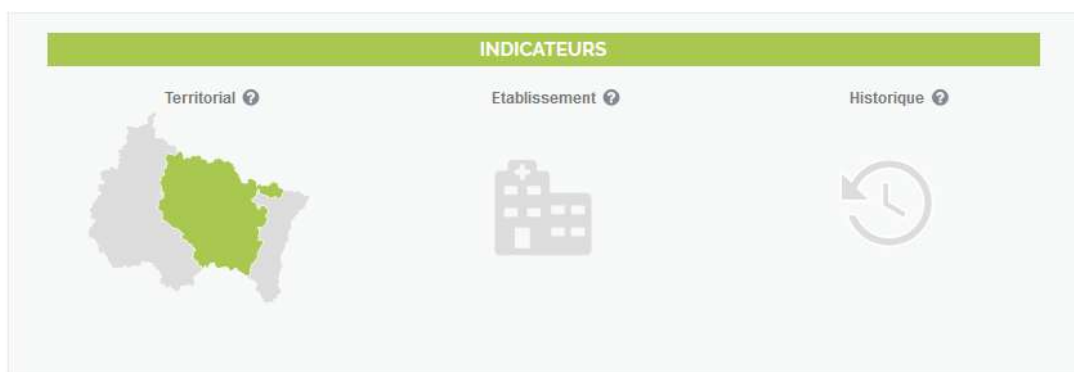 INDICATEURS
Territorial ?
Etablissement ?
Historique ?